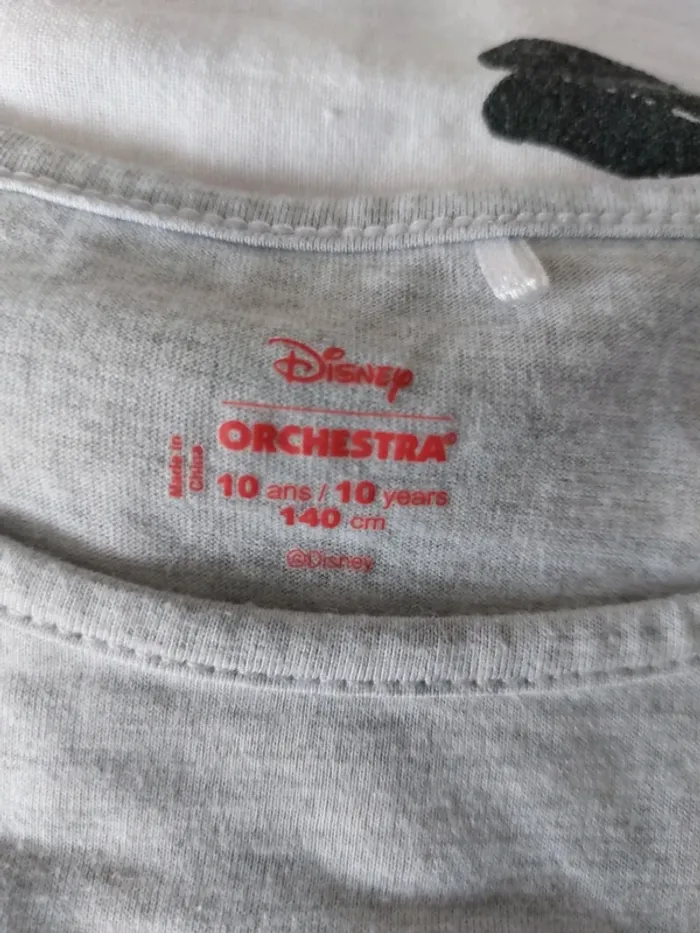 Disney
ORCHESTRA®
Made in
China
10 ans / 10 years
140 cm
@Disney